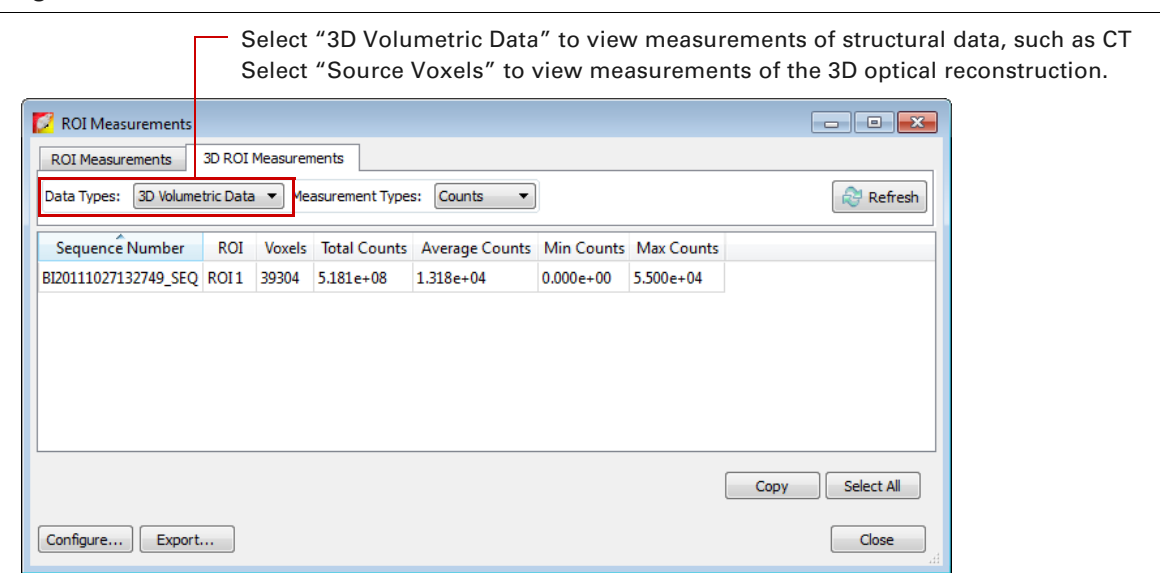 Select “3D Volumetric Data” to view measurements of structural data, such as CT
Select “Source Voxels” to view measurements of the 3D optical reconstruction.
ROI Measurements
ROI Measurements 3D ROI Measurements
Data Types: 3D Volumetric Data Measurement Types: Counts Refresh
Sequence Number ROI Voxels Total Counts Average Counts Min Counts Max Counts
BI20111027132749_SEQ ROI 1 39304 5.181e+08 1.318e+04 0.000e+00 5.500e+04
Copy Select All
Configure... Export... Close